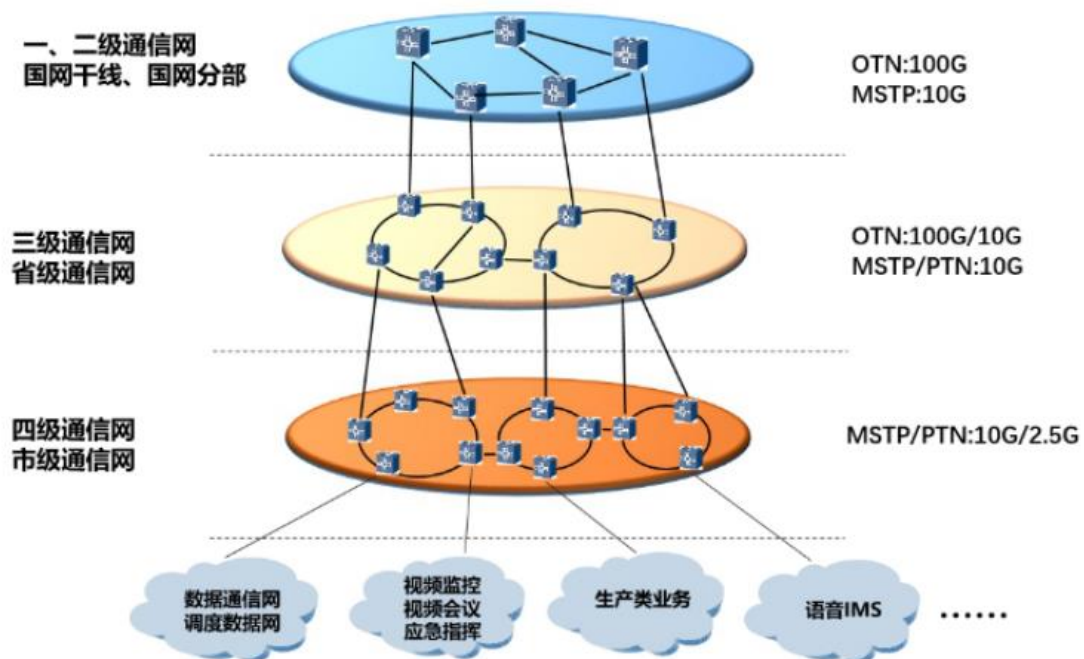 一、二级通信网
国网干线、国网分部
OTN:100G
MSTP:10G
三级通信网
省级通信网
OTN:100G/10G
MSTP/PTN:10G
四级通信网
市级通信网
MSTP/PTN:10G/2.5G
数据通信网
调度数据网
视频监控
视频会议
应急指挥
生产类业务
语音IMS
......